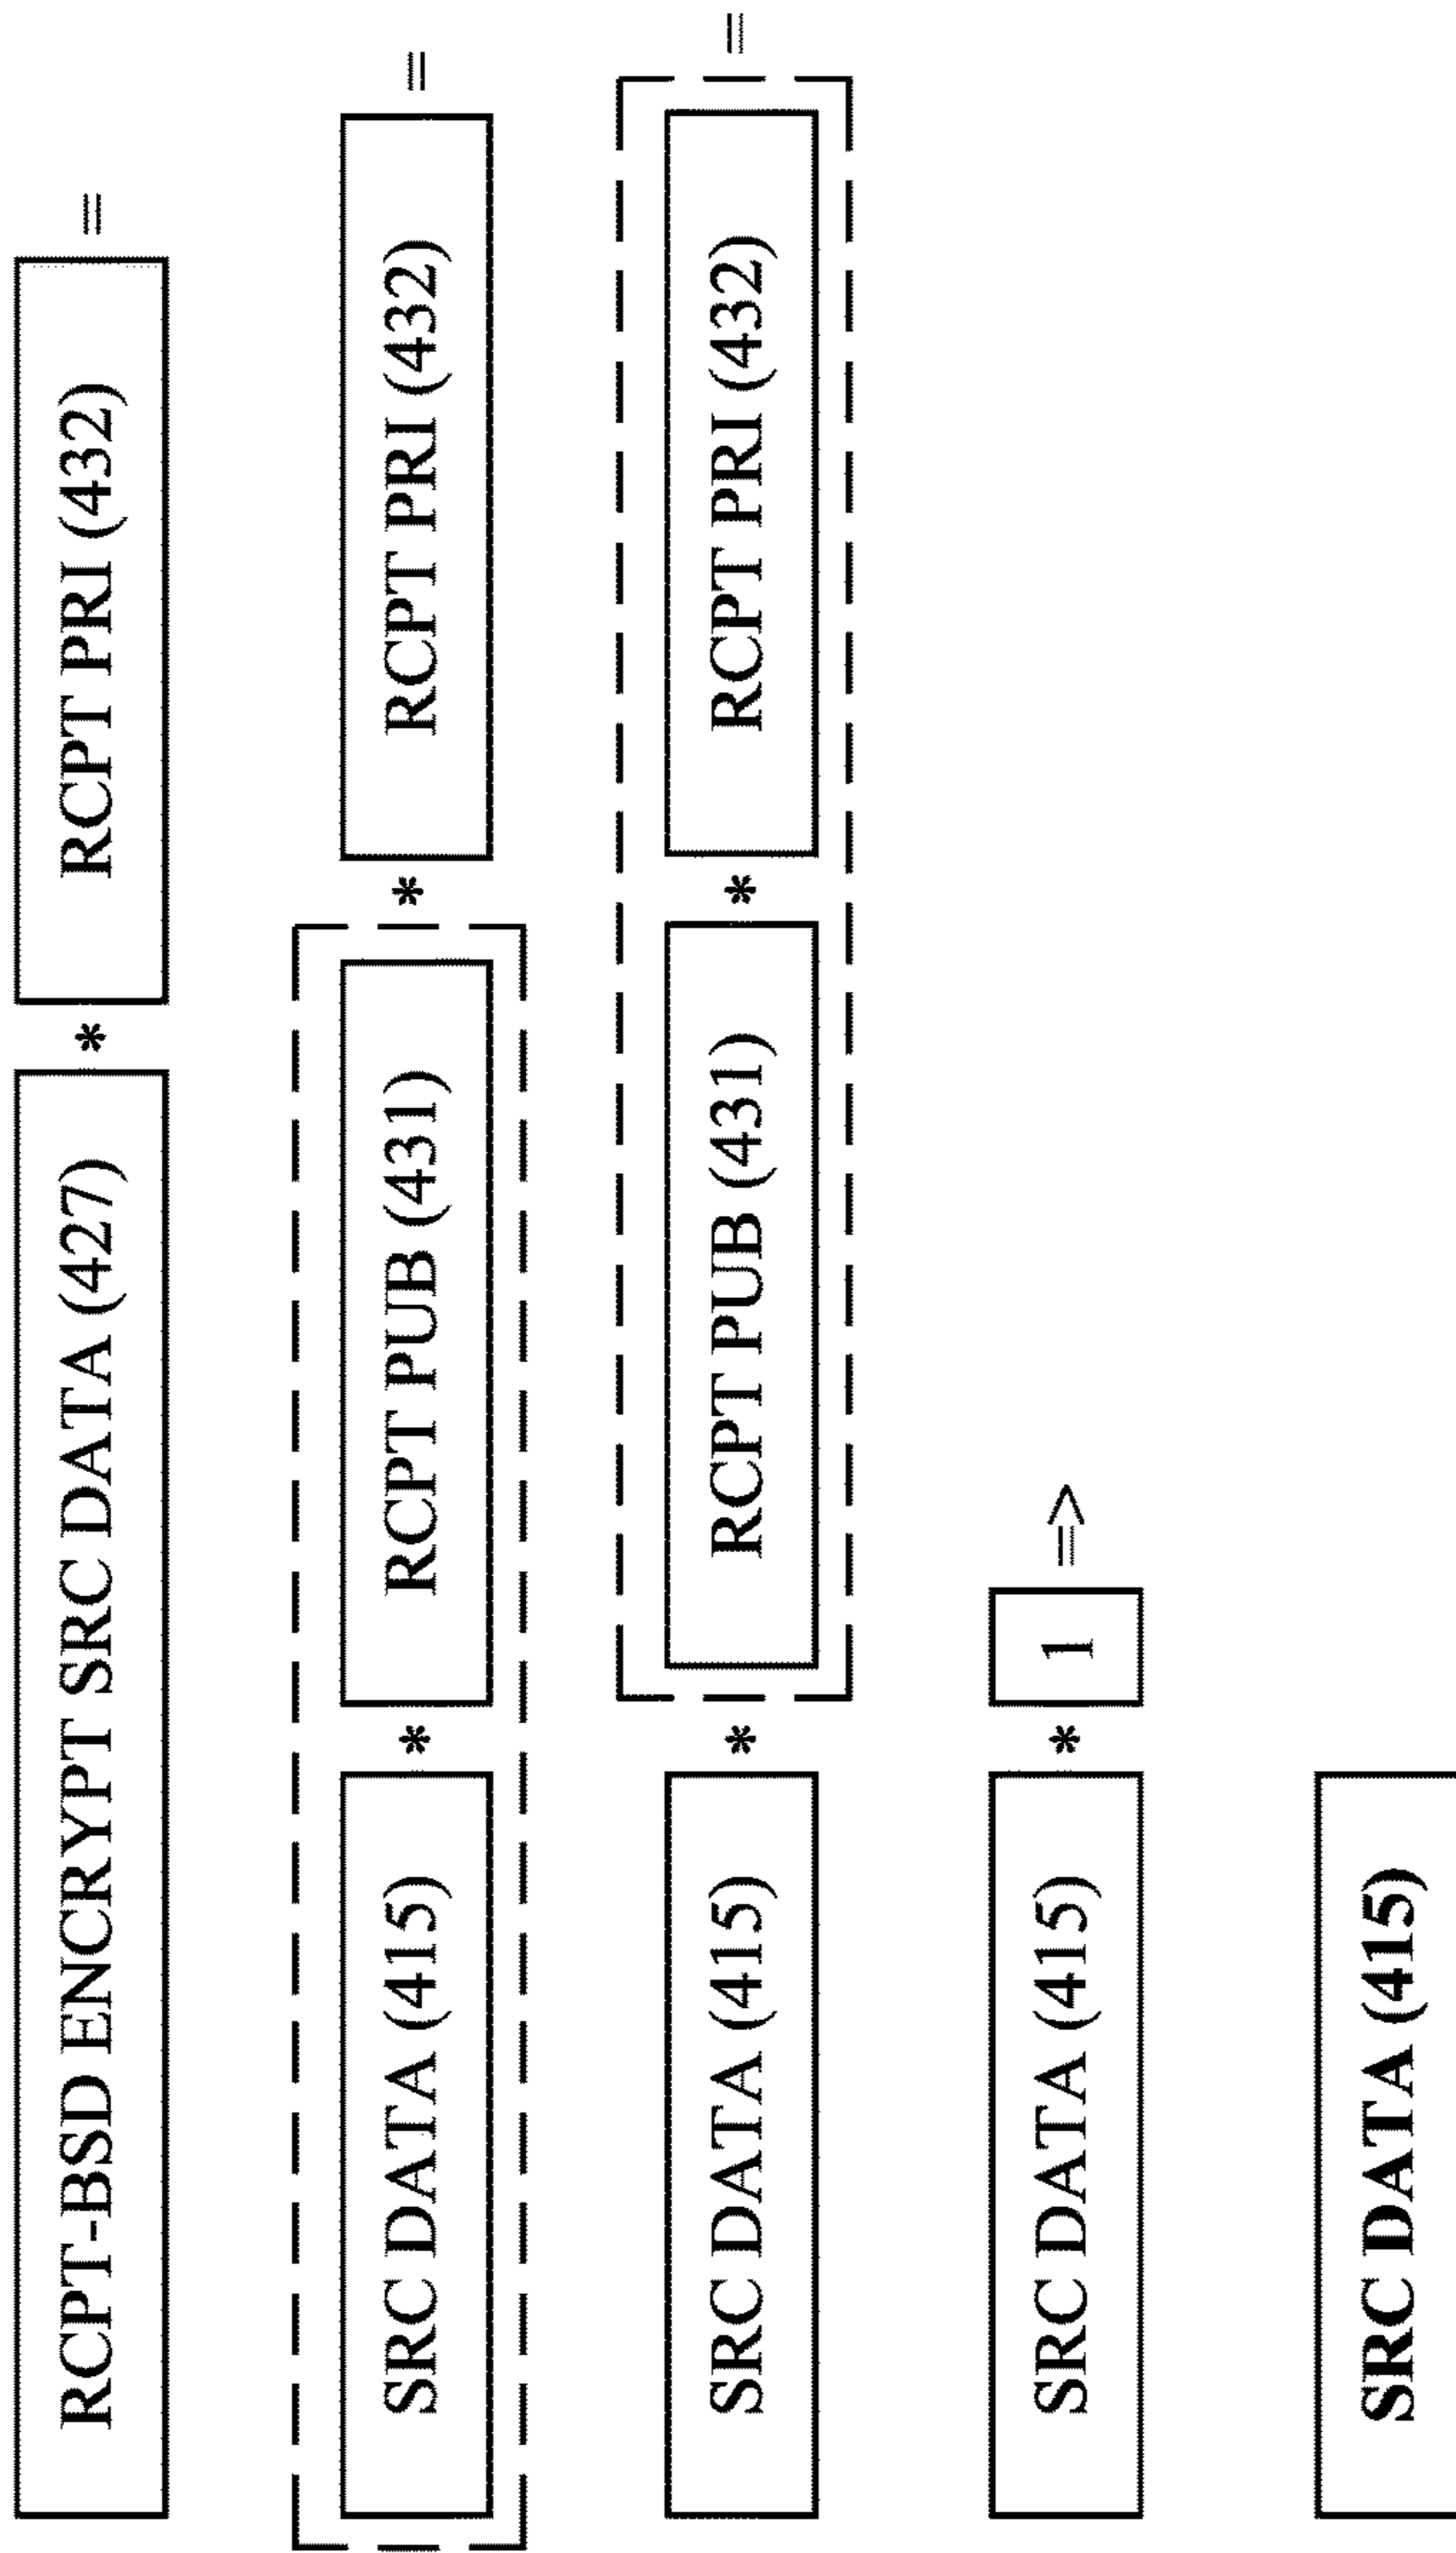 RCPT-BSD ENCRYPT SRC DATA (427) * RCPT PRI (432) =
SRC DATA (415) * RCPT PUB (431) * RCPT PRI (432) =
SRC DATA (415) * RCPT PUB (431) * RCPT PRI (432) =
SRC DATA (415) * 1 =>
SRC DATA (415)